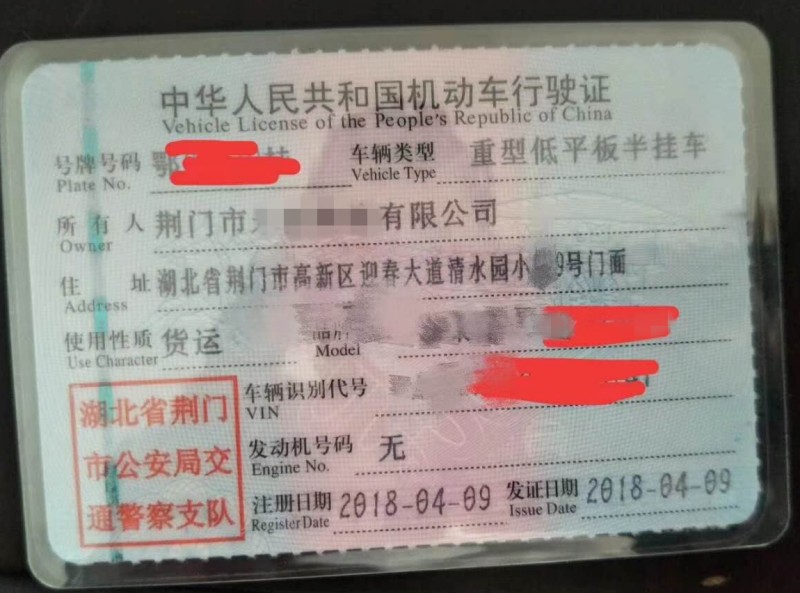 中华人民共和国机动车行驶证
Vehicle License of the People's Republic of China
号牌号码 鄂 车辆类型 重型低平板半挂车
Plate No. Vehicle Type
所有人 荆门市 有限公司
Owner
住址 湖北省荆门市高新区迎春大道清水园小 9号门面
Address
使用性质 货运 品牌
Use Character Model
湖北省荆门 车辆识别代号
VIN
市公安局交 发动机号码 无
Engine No.
通警察支队 注册日期 2018-04-09 发证日期 2018-04-09
Register Date Issue Date